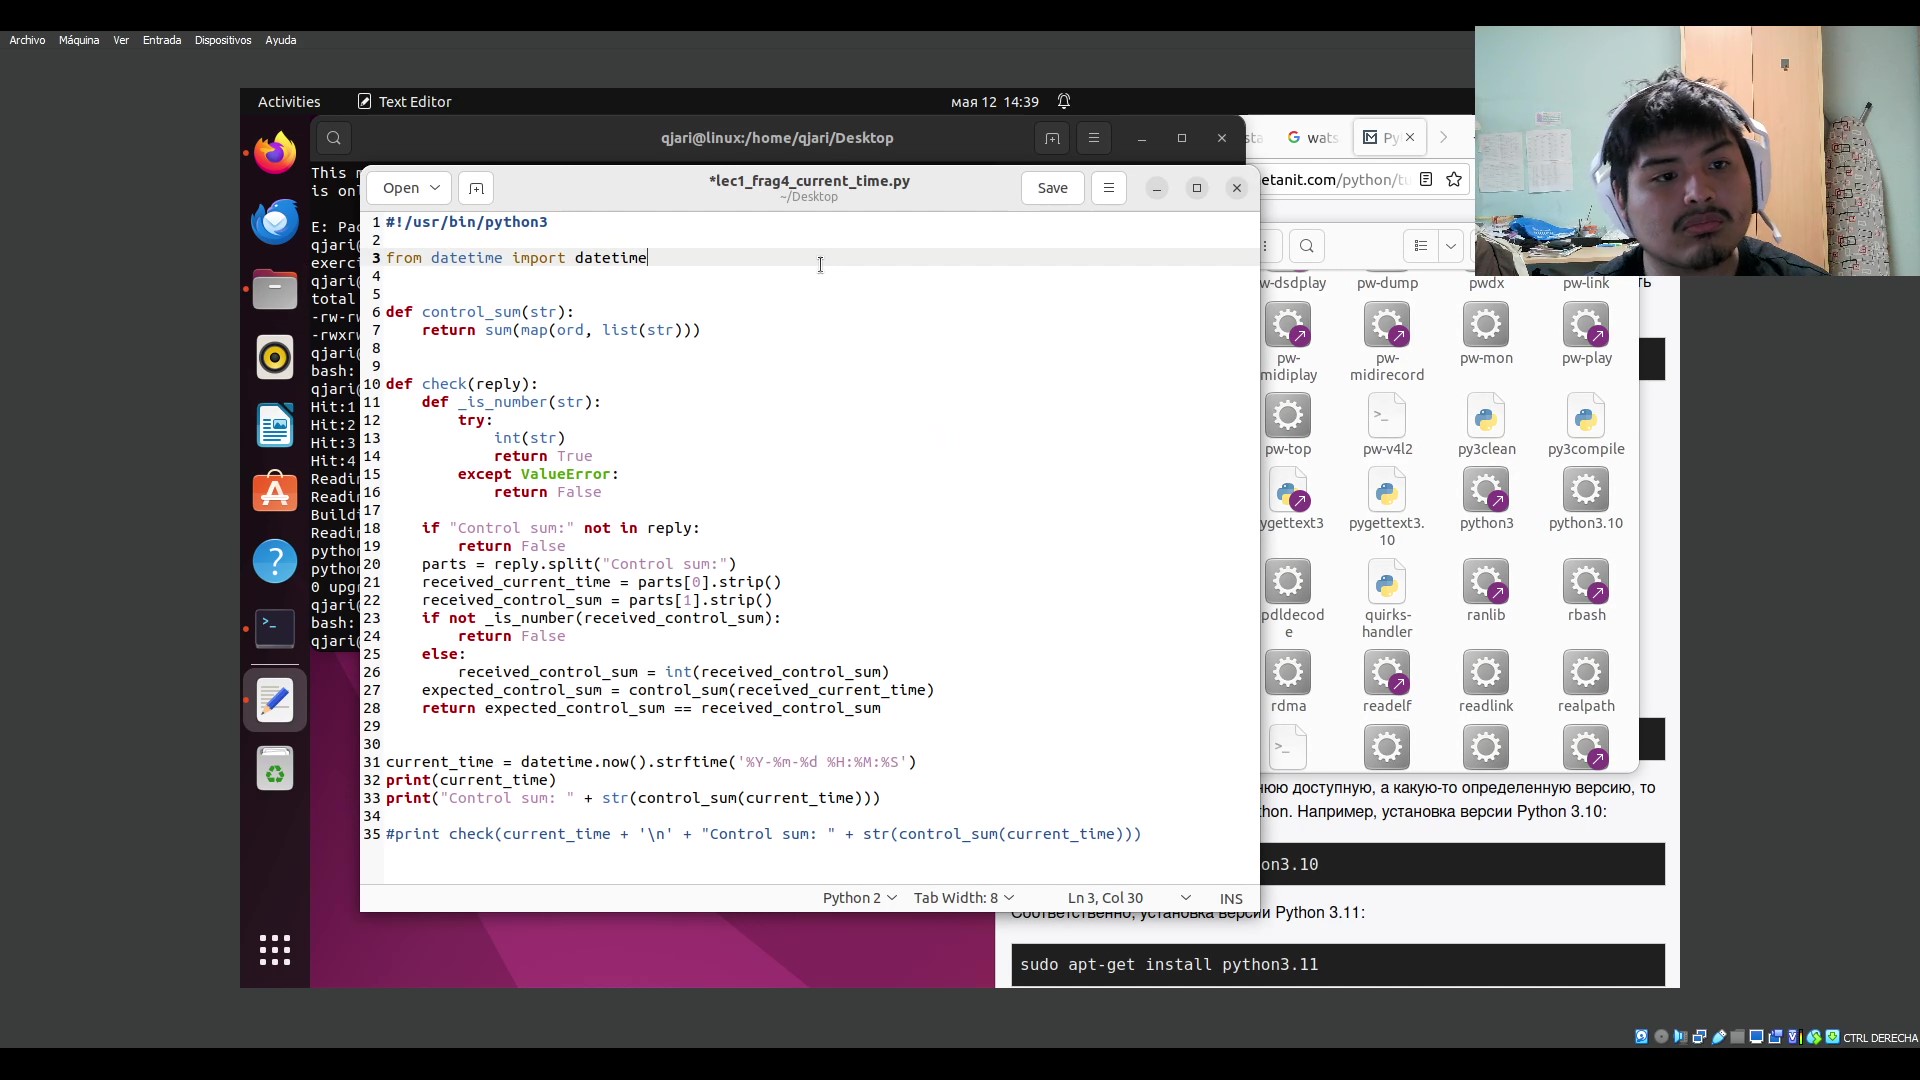 Archivo Máquina Ver Entrada Dispositivos Ayuda
Activities Text Editor мая 12 14:39
qjari@linux:/home/qjari/Desktop
wats
Py
etanit.com/python/tu
This m
is onl
E: Pac
qjari@
exerci
qjari@
total
-rw-rw
-rwxrw
qjari@
bash:
qjari@
Hit:1
Hit:2
Hit:3
Hit:4
Readin
Readin
Buildi
Readin
python
python
0 upgr
qjari@
bash:
qjari@
Open
*lec1_frag4_current_time.py
~/Desktop
Save
1 #!/usr/bin/python3
2
3 from datetime import datetime
4
5
6 def control_sum(str):
7     return sum(map(ord, list(str)))
8
9
10 def check(reply):
11     def _is_number(str):
12         try:
13             int(str)
14             return True
15         except ValueError:
16             return False
17
18     if "Control sum:" not in reply:
19         return False
20     parts = reply.split("Control sum:")
21     received_current_time = parts[0].strip()
22     received_control_sum = parts[1].strip()
23     if not _is_number(received_control_sum):
24         return False
25     else:
26         received_control_sum = int(received_control_sum)
27     expected_control_sum = control_sum(received_current_time)
28     return expected_control_sum == received_control_sum
29
30
31 current_time = datetime.now().strftime('%Y-%m-%d %H:%M:%S')
32 print(current_time)
33 print("Control sum: " + str(control_sum(current_time)))
34
35 #print check(current_time + '\n' + "Control sum: " + str(control_sum(current_time)))
Python 2 Tab Width: 8 Ln 3, Col 30 INS
ть
w-dsdplay pw-dump pwdx pw-link
pw-midiplay pw-midirecord pw-mon pw-play
pw-top pw-v4l2 py3clean py3compile
ygettext3 pygettext3.10 python3 python3.10
pdldecode quirks-handler ranlib rbash
rdma readelf readlink realpath
нюю доступную, а какую-то определенную версию, то
thon. Например, установка версии Python 3.10:
on3.10
Соответственно, установка версии Python 3.11:
sudo apt-get install python3.11
CTRL DERECHA